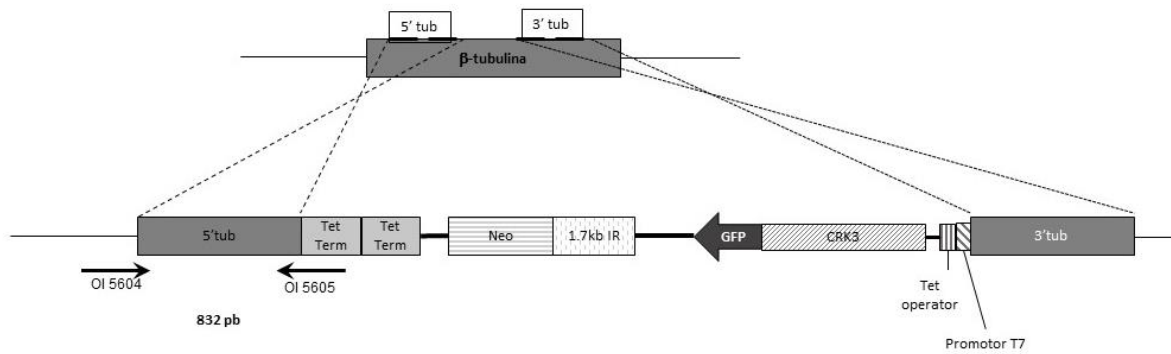 5' tub
3' tub
β-tubulina
5'tub
Tet
Term
Tet
Term
Neo
1.7kb IR
GFP
CRK3
3'tub
OI 5604
OI 5605
832 pb
Tet
operator
Promotor T7